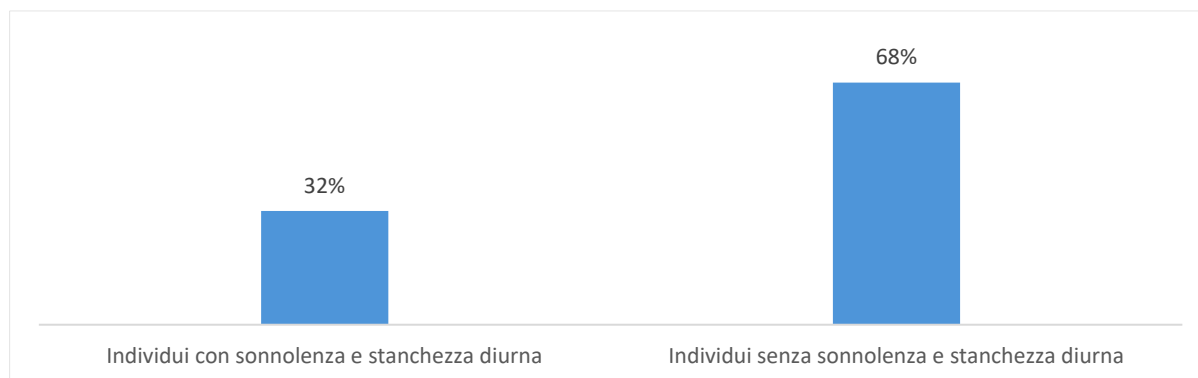 68%
32%
Individui con sonnolenza e stanchezza diurna
Individui senza sonnolenza e stanchezza diurna